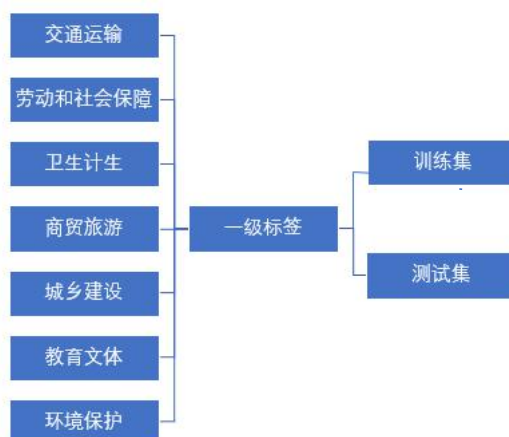 交通运输
劳动和社会保障
卫生计生
商贸旅游
城乡建设
教育文体
环境保护
一级标签
训练集
测试集